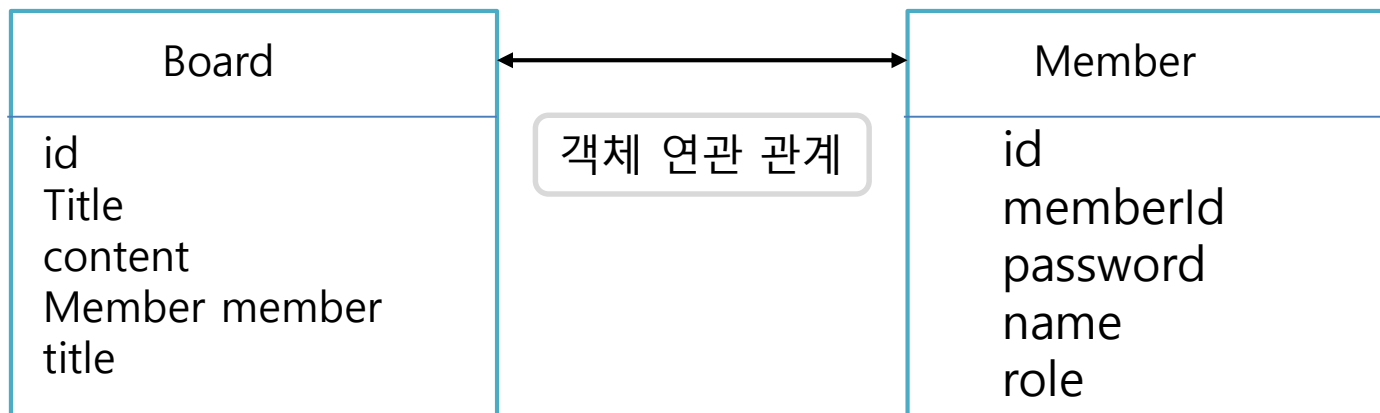 Board
id
Title
content
Member member
title
객체 연관 관계
Member
id
memberId
password
name
role